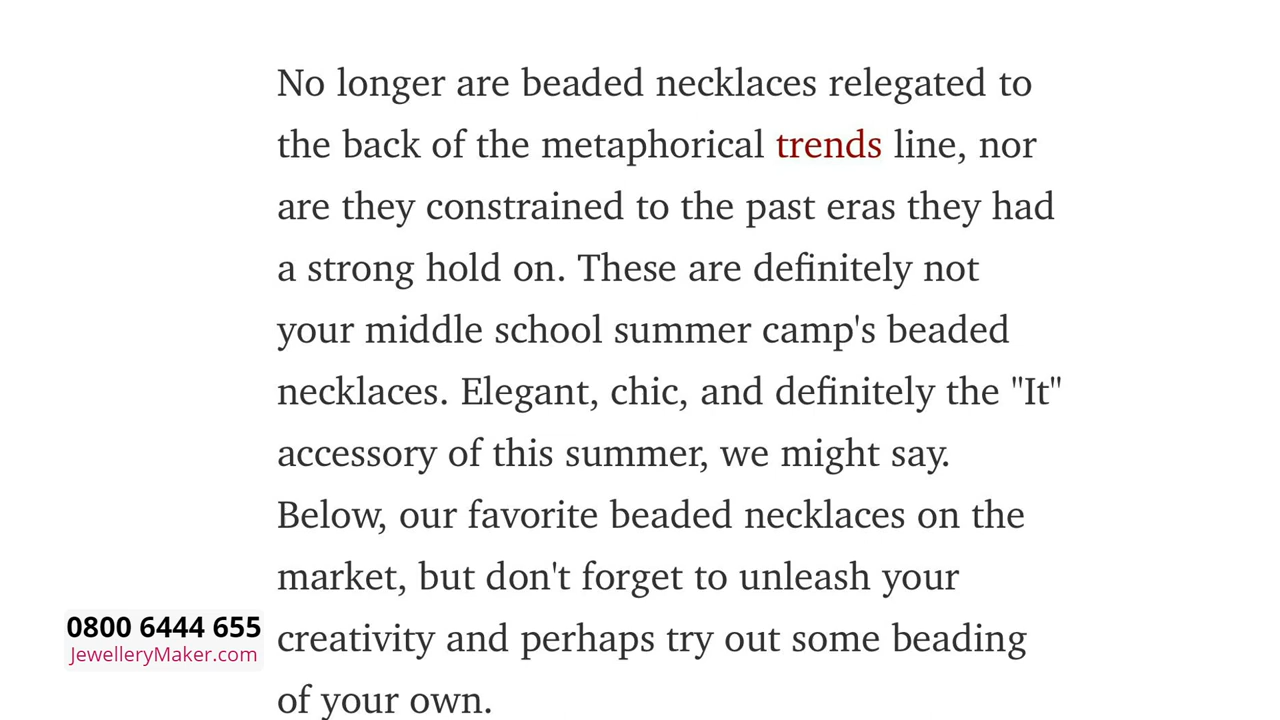 No longer are beaded necklaces relegated to
the back of the metaphorical trends line, nor
are they constrained to the past eras they had
a strong hold on. These are definitely not
your middle school summer camp's beaded
necklaces. Elegant, chic, and definitely the "It"
accessory of this summer, we might say.
Below, our favorite beaded necklaces on the
market, but don't forget to unleash your
creativity and perhaps try out some beading
of your own.
0800 6444 655
JewelleryMaker.com